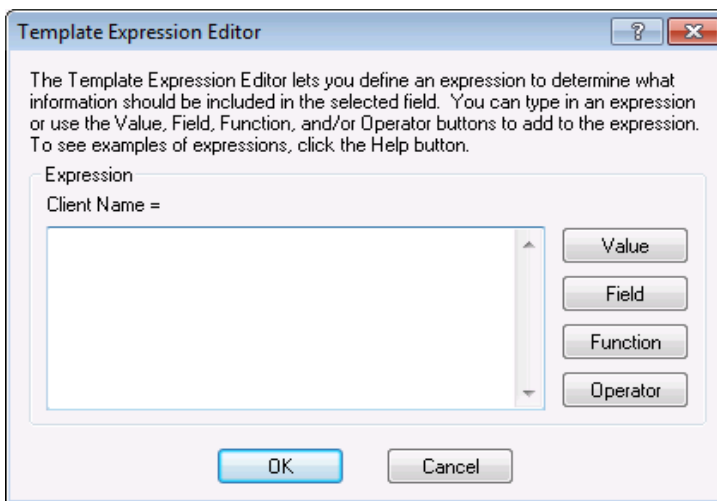 Template Expression Editor
?
The Template Expression Editor lets you define an expression to determine what
information should be included in the selected field. You can type in an expression
or use the Value, Field, Function, and/or Operator buttons to add to the expression.
To see examples of expressions, click the Help button.
Expression
Client Name =
Value
Field
Function
Operator
OK Cancel